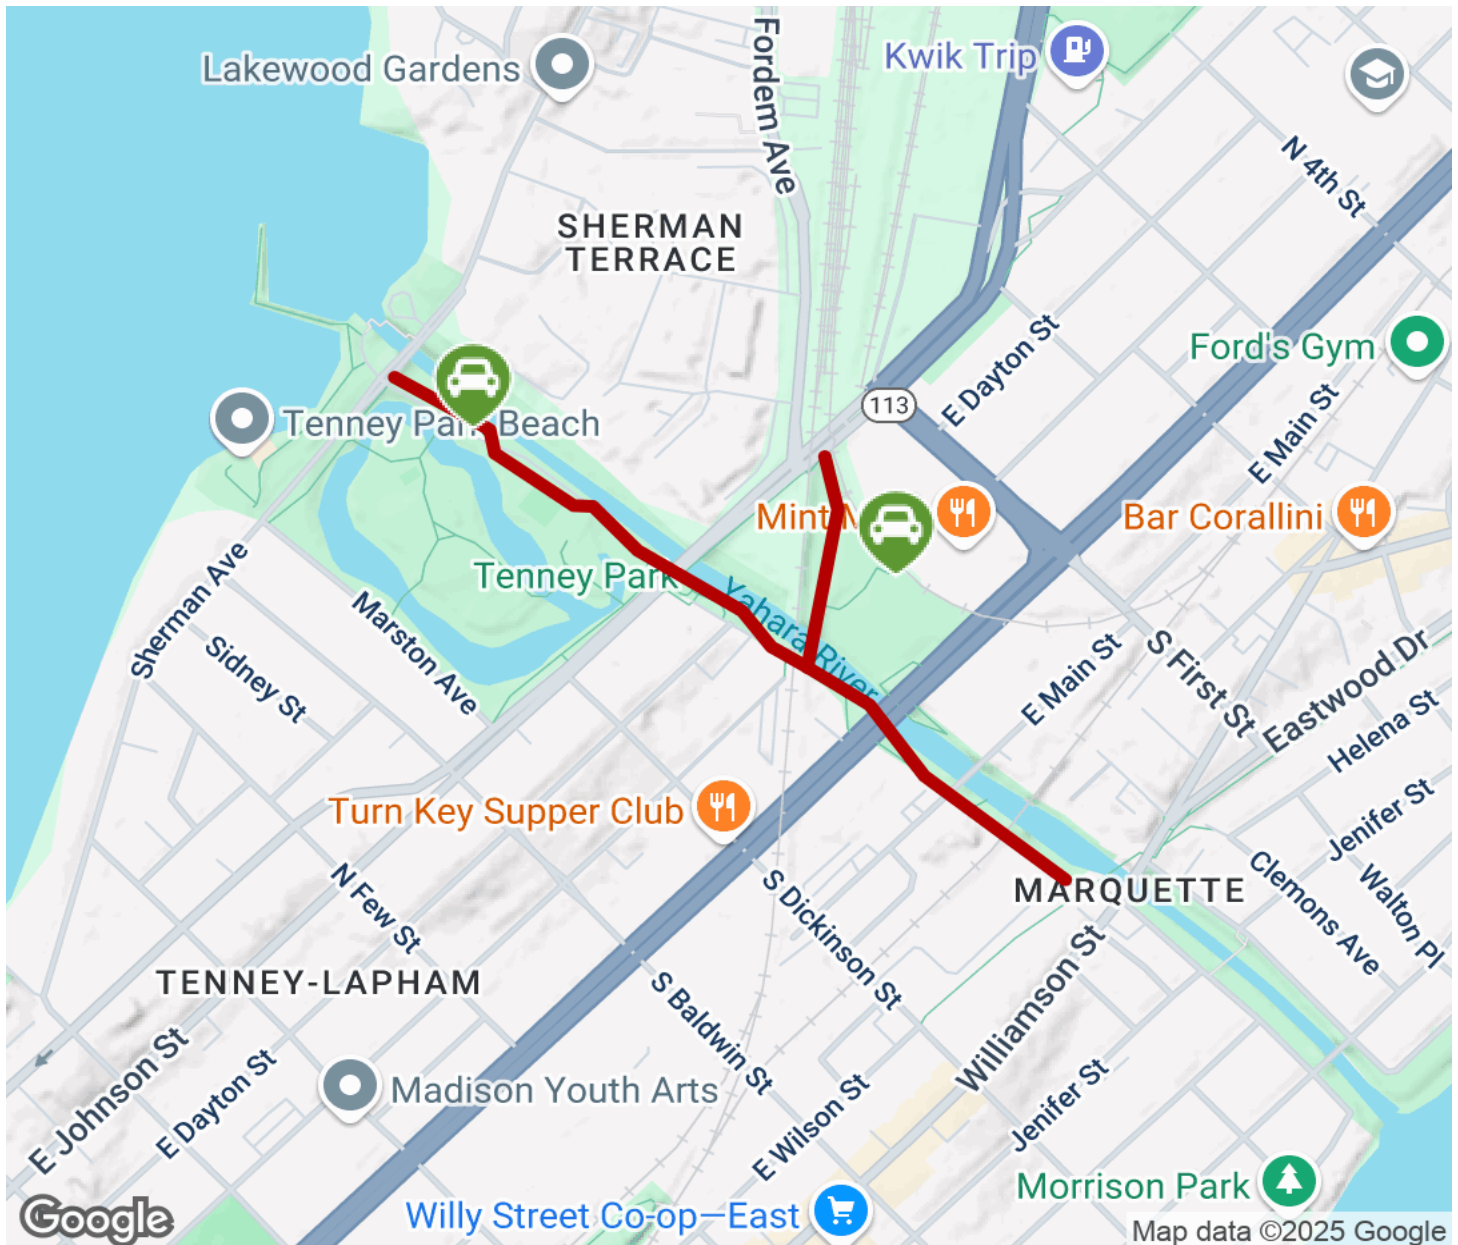 Lakewood Gardens
Fordem Ave
Kwik Trip
N 4th St
SHERMAN
TERRACE
E Dayton St
Ford's Gym
113
E Main St
Tenney Park Beach
Mint M
Bar Corallini
Tenney Park
Yahara River
Sherman Ave
Marston Ave
Sidney St
E Main St
S First St
Eastwood Dr
Helena St
Jenifer St
Turn Key Supper Club
N Few St
S Dickinson St
MARQUETTE
Clemons Ave
Walton Pl
TENNEY-LAPHAM
S Baldwin St
Williamson St
E Johnson St
E Dayton St
Madison Youth Arts
E Wilson St
Jenifer St
Morrison Park
Google
Willy Street Co-op—East
Map data ©2025 Google